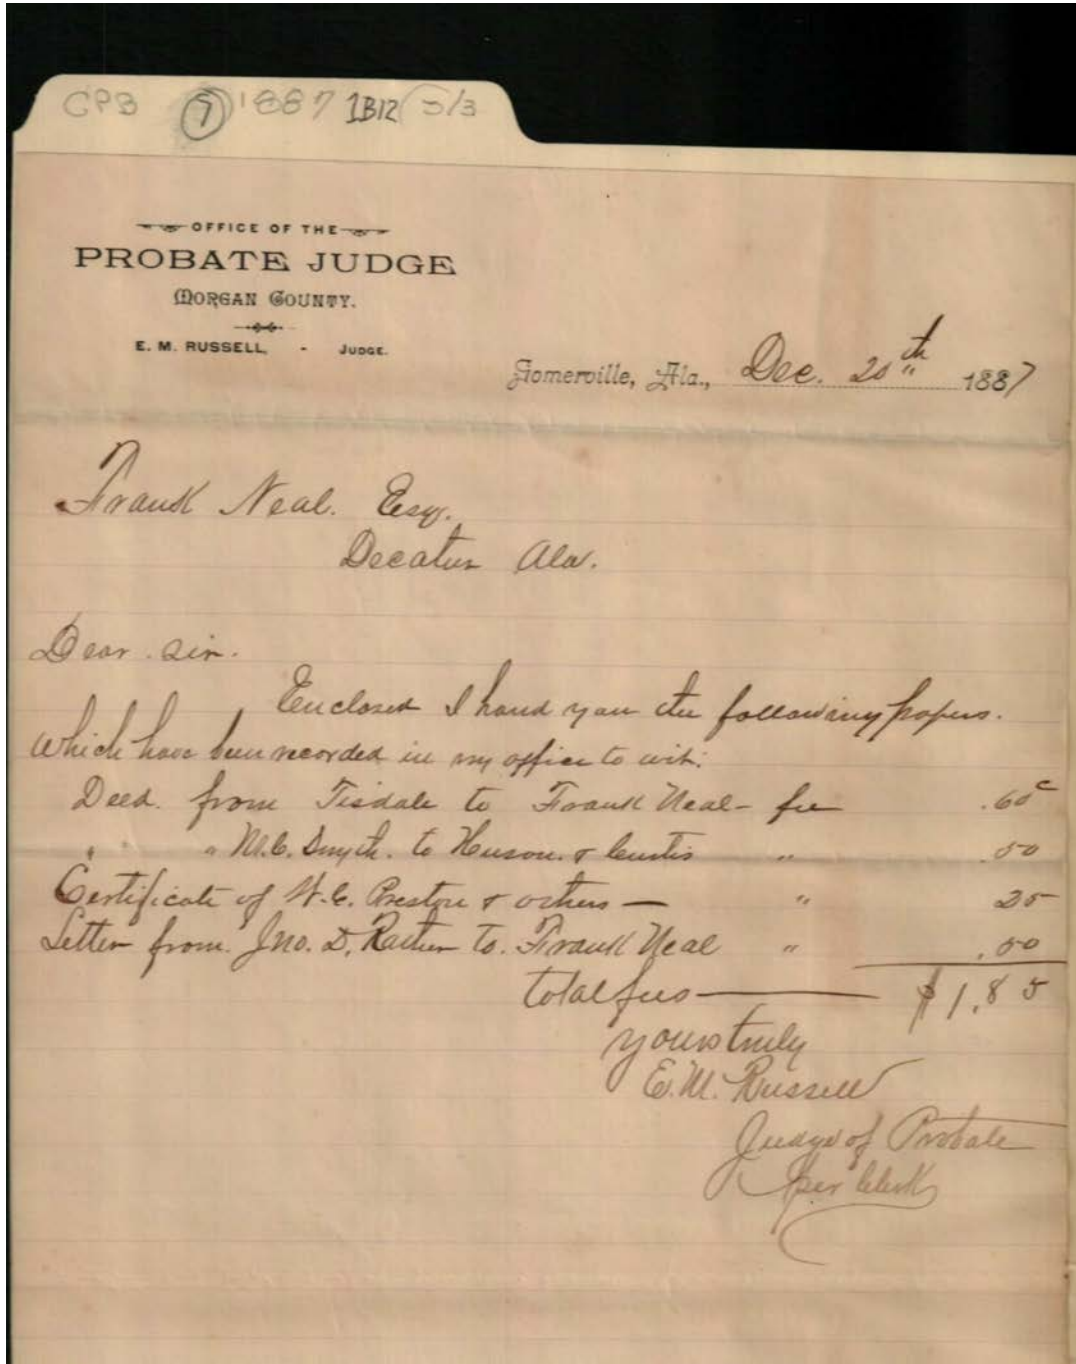 CPB 7 1887 1B12 5/3
OFFICE OF THE
PROBATE JUDGE
MORGAN COUNTY.
E. M. RUSSELL, - JUDGE.
Somerville, Ala., Dec. 20th 1887
Frank Neal. Esq.
Decatur Ala.
Dear Sir.
Enclosed I hand you the following papers.
which have been recorded in my office to wit:
Deed. from Tisdale to Frank Neal - fee .60c
" " M.C. Smyth. to Heuson. & Curtis " .50
Certificate of W.C. Preston & others — " 25
Letter from Jno. D. Rather to. Frank Neal " .50
total fees — $1.85
yours truly
E.M. Russell
Judge of Probate
per Clerk